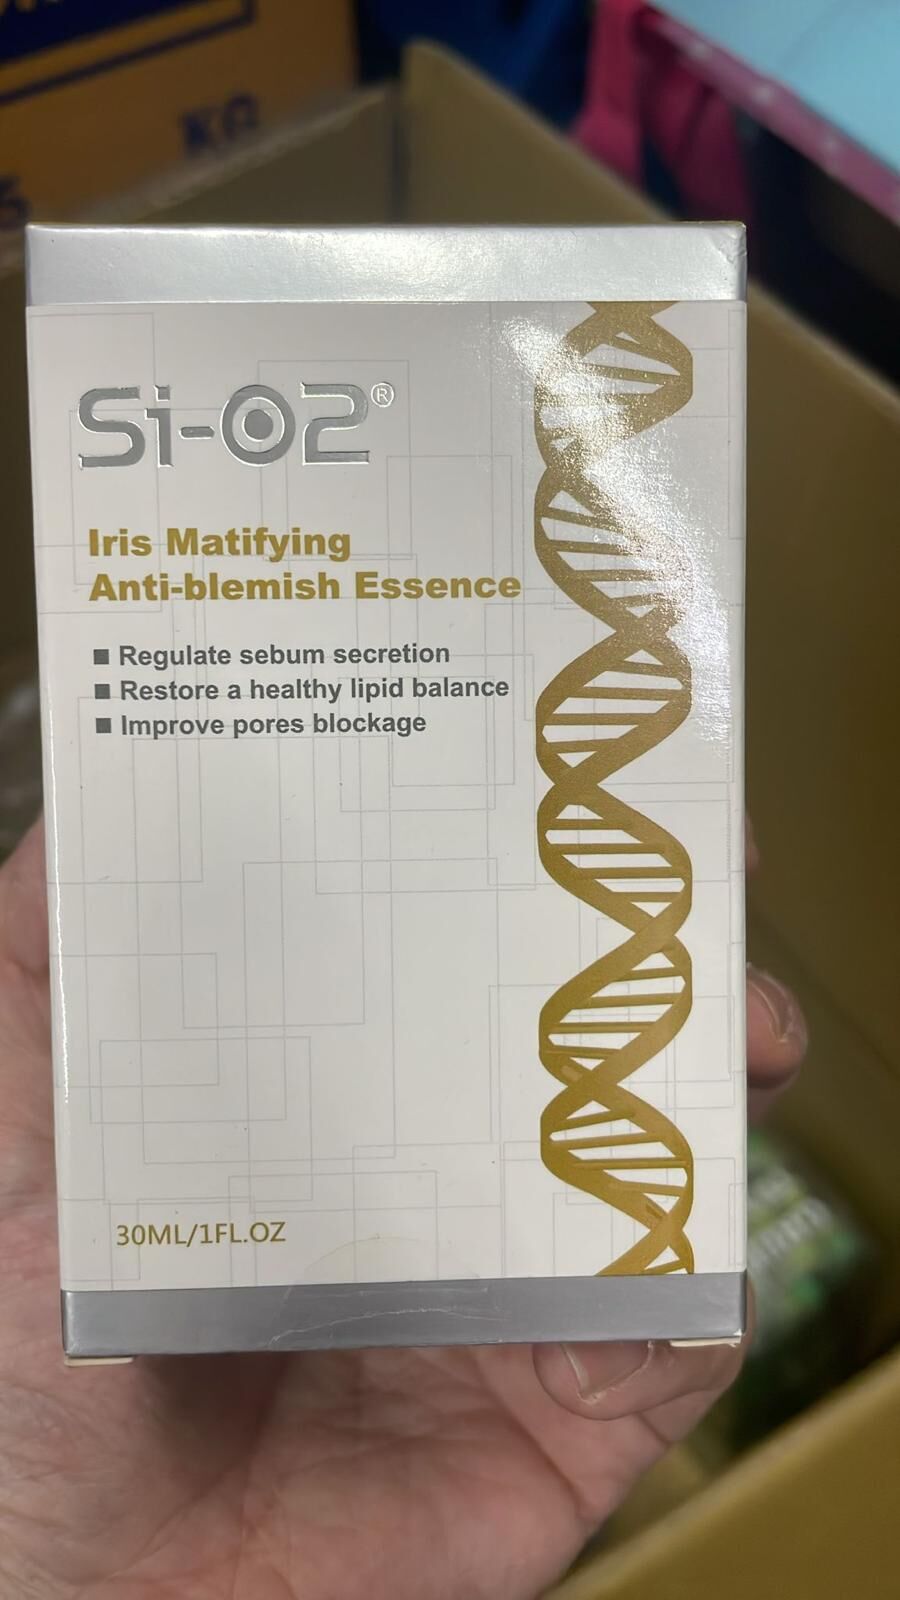 KG
Si-O2®
Iris Matifying
Anti-blemish Essence
■ Regulate sebum secretion
■ Restore a healthy lipid balance
■ Improve pores blockage
30ML/1FL.OZ